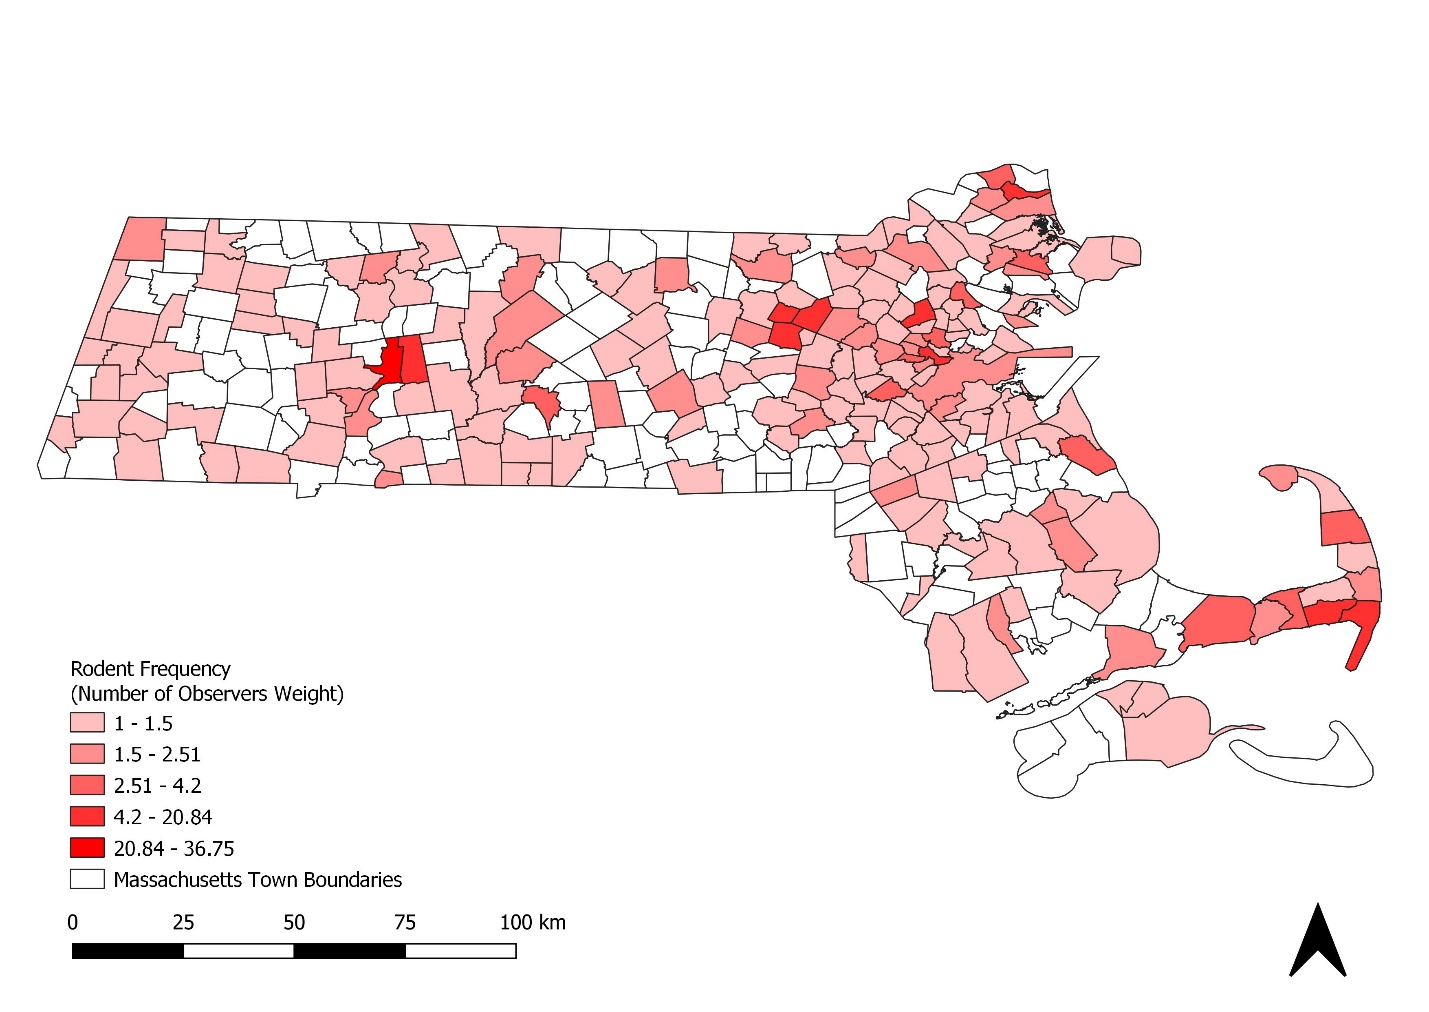 Rodent Frequency
(Number of Observers Weight)
1 - 1.5
1.5 - 2.51
2.51 - 4.2
4.2 - 20.84
20.84 - 36.75
Massachusetts Town Boundaries
0 25 50 75 100 km